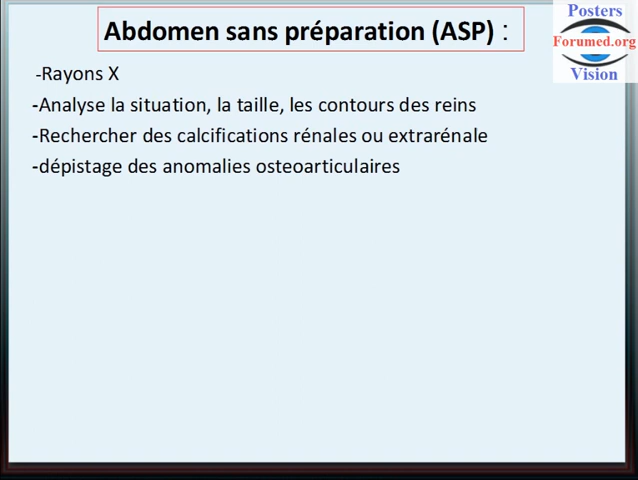 Abdomen sans préparation (ASP) :
Posters
Forumed.org
Vision
-Rayons X
-Analyse la situation, la taille, les contours des reins
-Rechercher des calcifications rénales ou extrarénale
-dépistage des anomalies osteoarticulaires